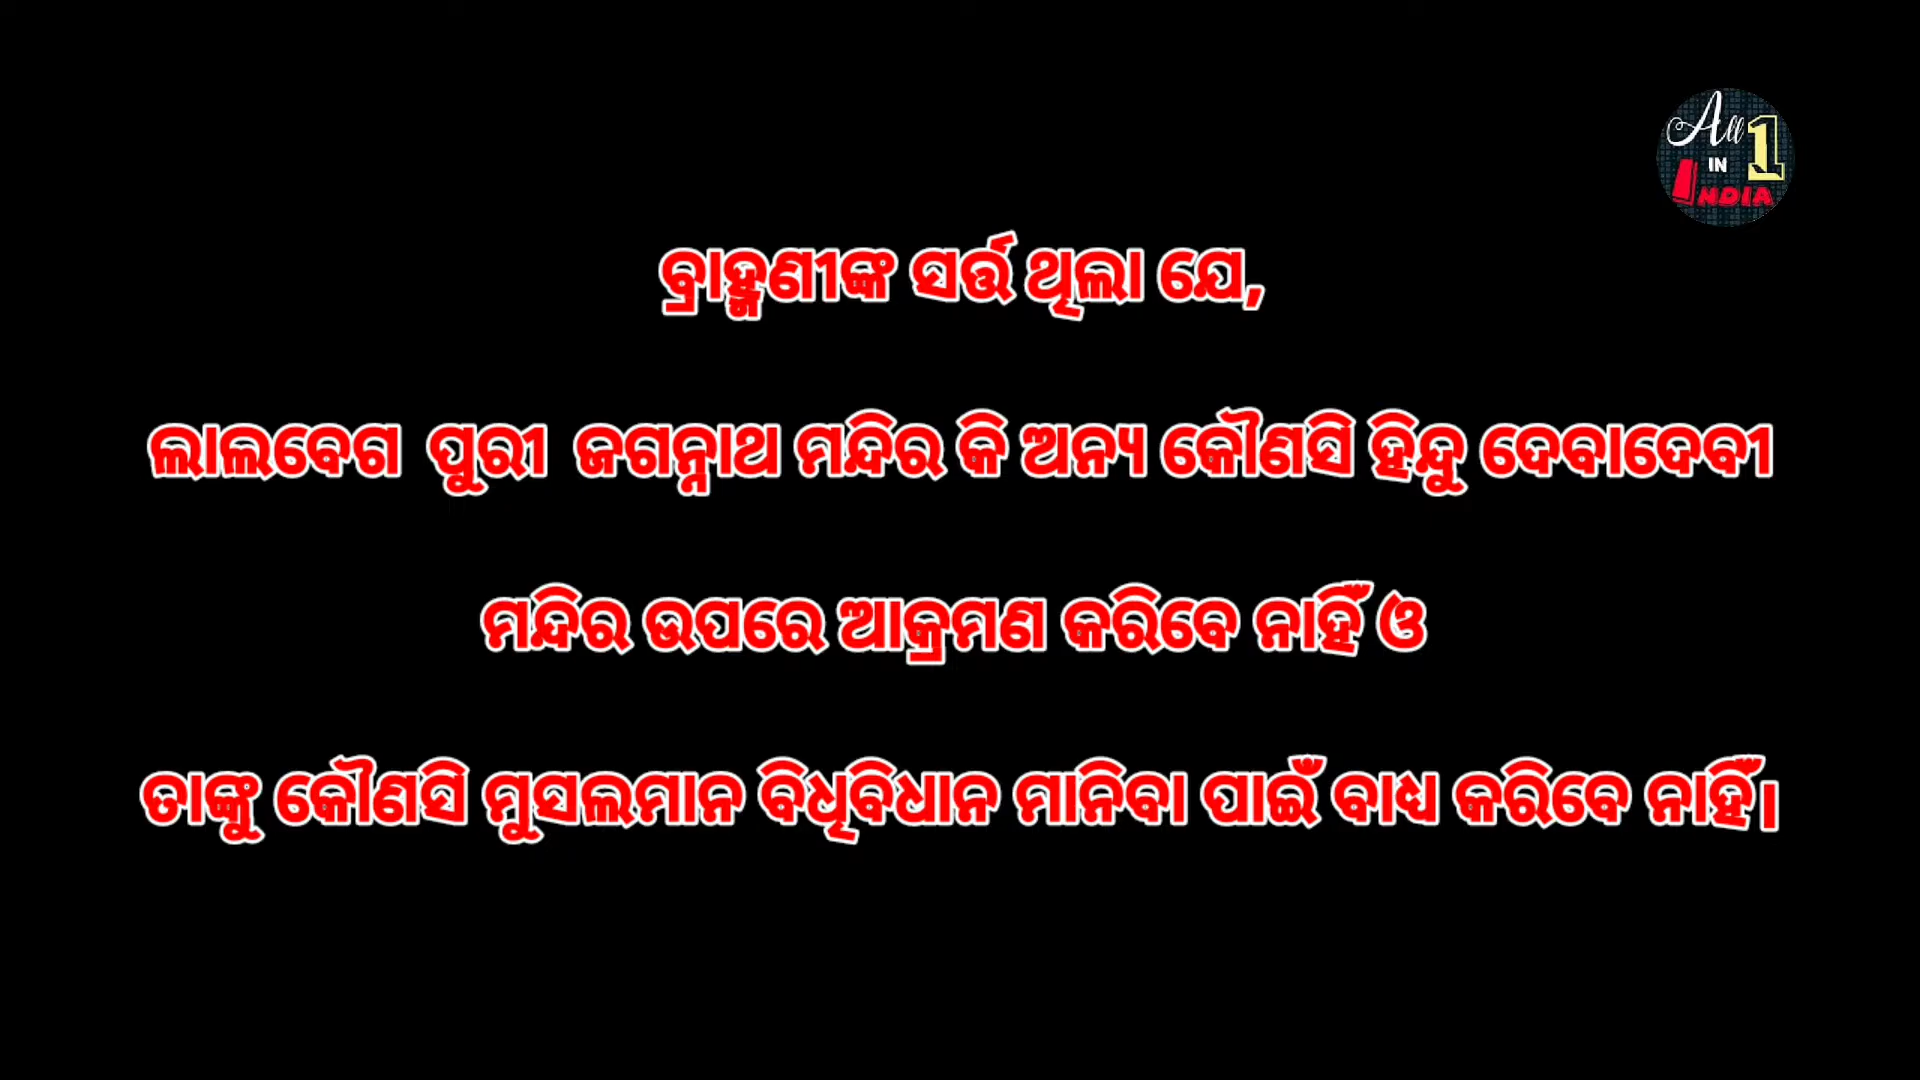 All 1
IN
INDIA
ବ୍ରାହ୍ମଣୀଙ୍କ ସର୍ତ୍ତ ଥିଲା ଯେ,
ଲାଲବେଗ ପୁରୀ ଜଗନ୍ନାଥ ମନ୍ଦିର କି ଅନ୍ୟ କୌଣସି ହିନ୍ଦୁ ଦେବାଦେବୀ
ମନ୍ଦିର ଉପରେ ଆକ୍ରମଣ କରିବେ ନାହିଁ ଓ
ତାଙ୍କୁ କୌଣସି ମୁସଲମାନ ବିଧିବିଧାନ ମାନିବା ପାଇଁ ବାଧ୍ୟ କରିବେ ନାହିଁ।